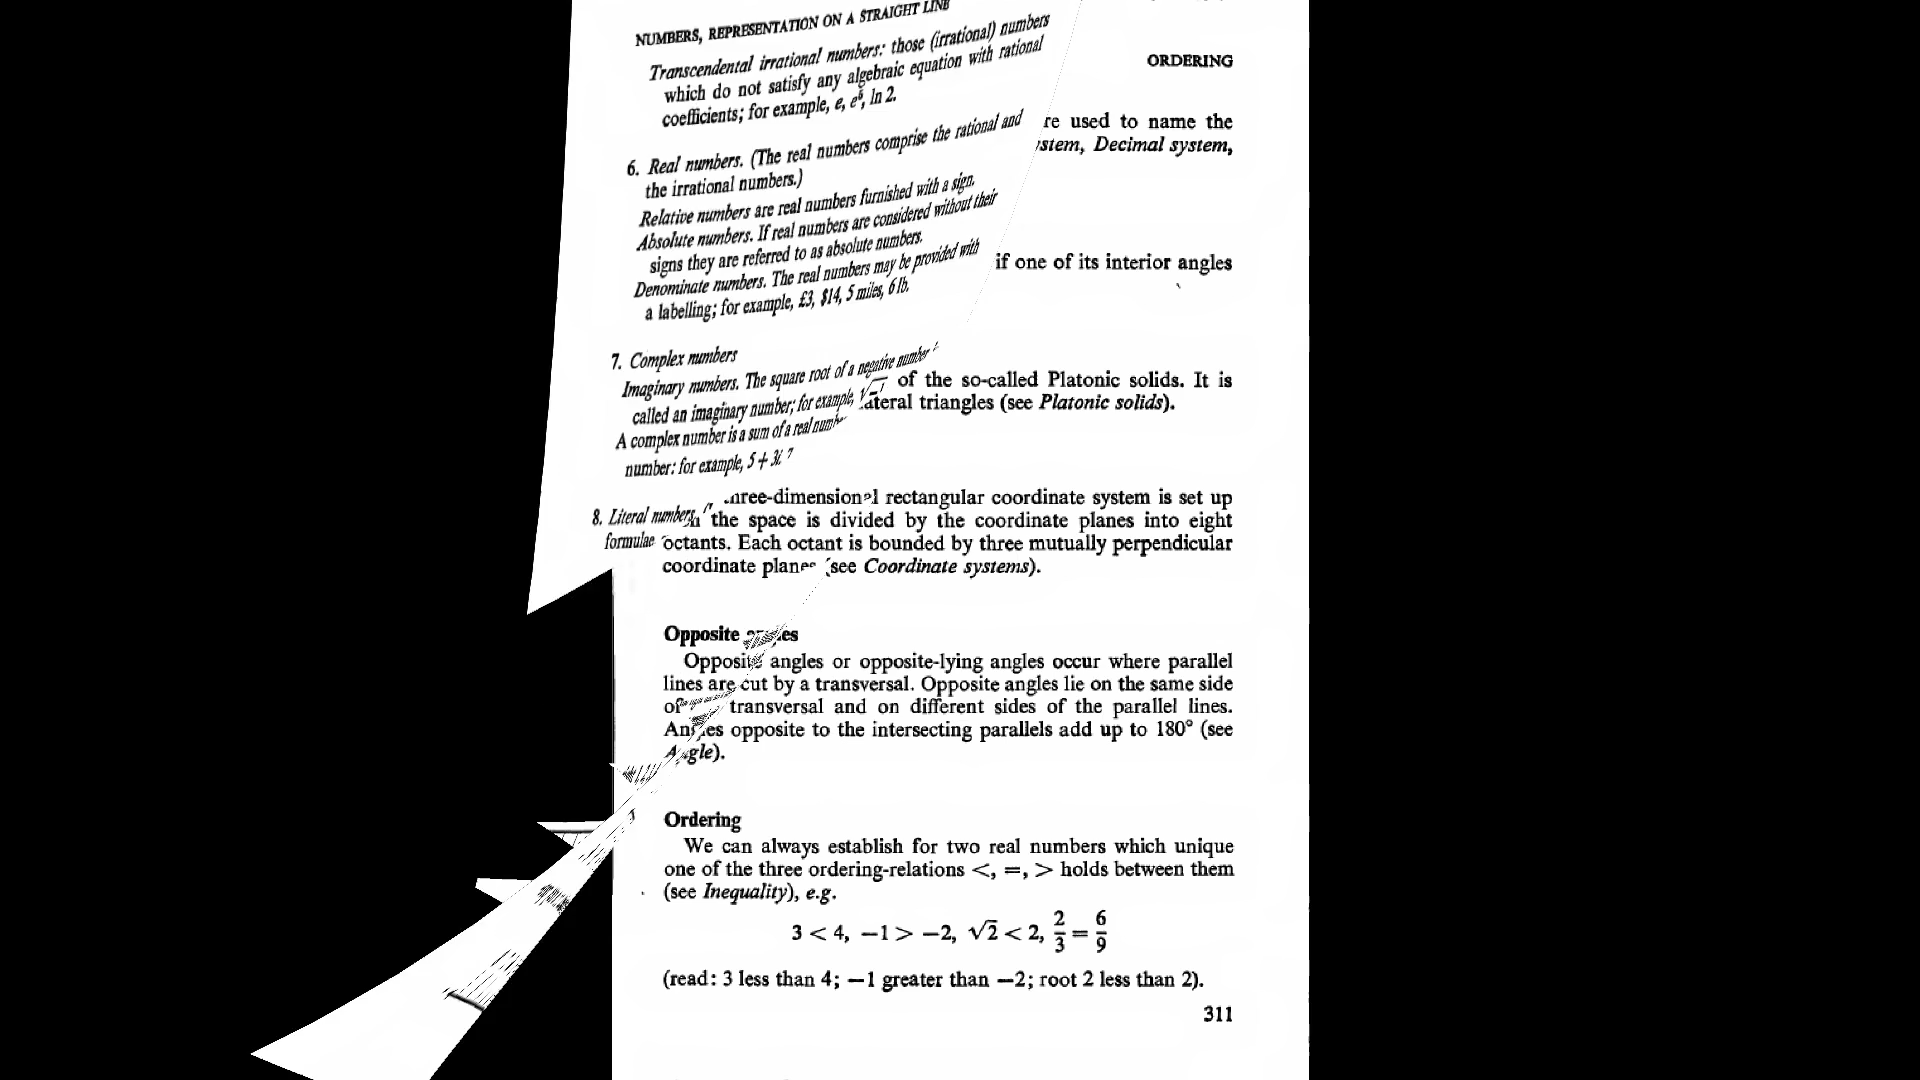 NUMBERS, REPRESENTATION ON A STRAIGHT LINE
Transcendental irrational numbers: those (irrational) numbers
which do not satisfy any algebraic equation with rational
coefficients; for example, e, e⁵, ln 2.
6. Real numbers. (The real numbers comprise the rational and
the irrational numbers.)
Relative numbers are real numbers furnished with a sign.
Absolute numbers. If real numbers are considered without their
signs they are referred to as absolute numbers.
Denominate numbers. The real numbers may be provided with
a labelling; for example, £3, $14, 5 miles, 6 lb.
7. Complex numbers
Imaginary numbers. The square root of a negative number
called an imaginary number; for example,
A complex number is a sum of a real
number: for example, 5 + 3i.
8. Literal numbers.
formulae
ORDERING
used to name the
Decimal system,
if one of its interior angles
of the so-called Platonic solids. It is
triangles (see Platonic solids).
rectangular coordinate system is set up
the space is divided by the coordinate planes into eight
octants. Each octant is bounded by three mutually perpendicular
coordinate (see Coordinate systems).
Opposite
angles or opposite-lying angles occur where parallel
lines are cut by a transversal. Opposite angles lie on the same side
of transversal and on different sides of the parallel lines.
opposite to the intersecting parallels add up to 180° (see
Ordering
We can always establish for two real numbers which unique
one of the three ordering-relations <, =, > holds between them
(see Inequality), e.g.
3 < 4, −1 > −2, √2 < 2, 2/3 = 6/9
(read: 3 less than 4; −1 greater than −2; root 2 less than 2).
311